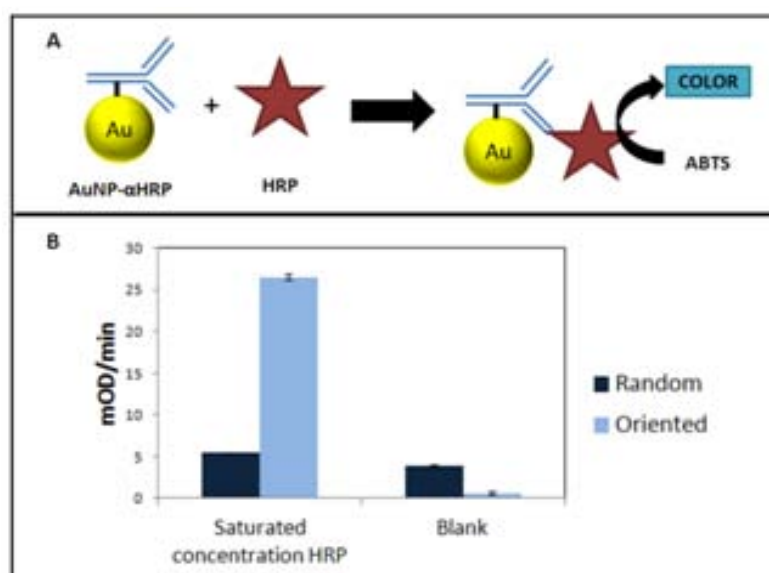 A
Au
+
AuNP-αHRP
HRP
Au
COLOR
ABTS
B
mOD/min
30
25
20
15
10
5
0
Saturated
concentration HRP
Blank
Random
Oriented